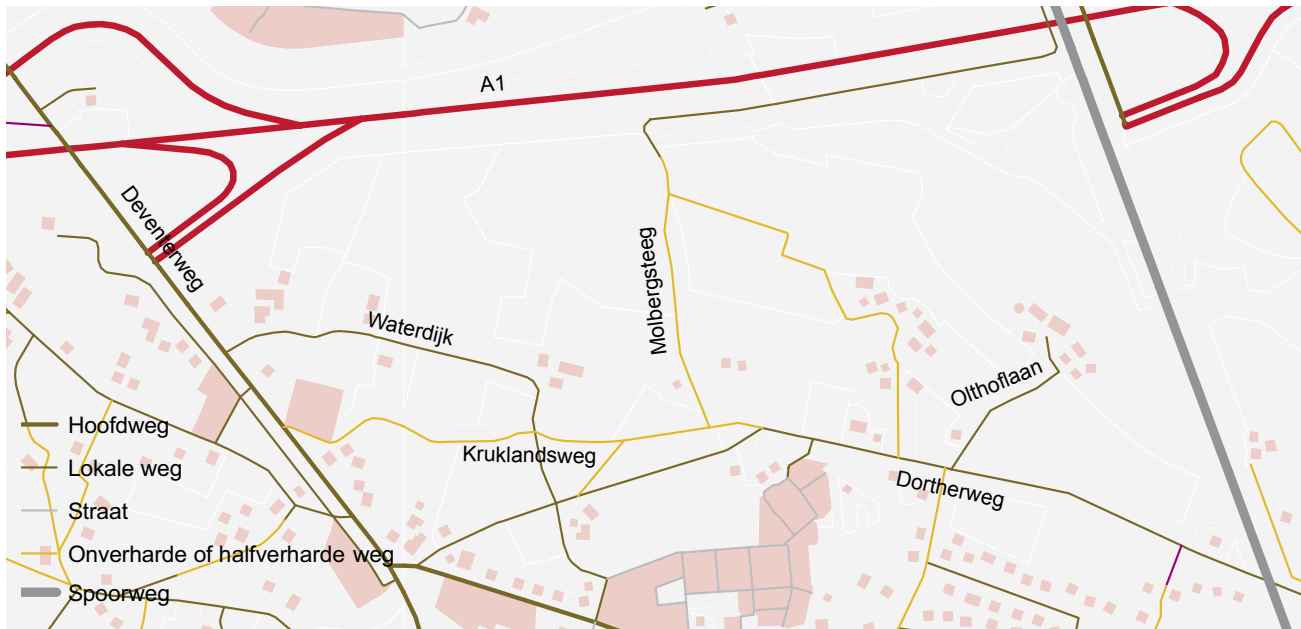 A1
Deventerweg
Molbergsteeg
Waterdijk
Olthoflaan
Kruklandsweg
Dortherweg
Hoofdweg
Lokale weg
Straat
Onverharde of halfverharde weg
Spoorweg